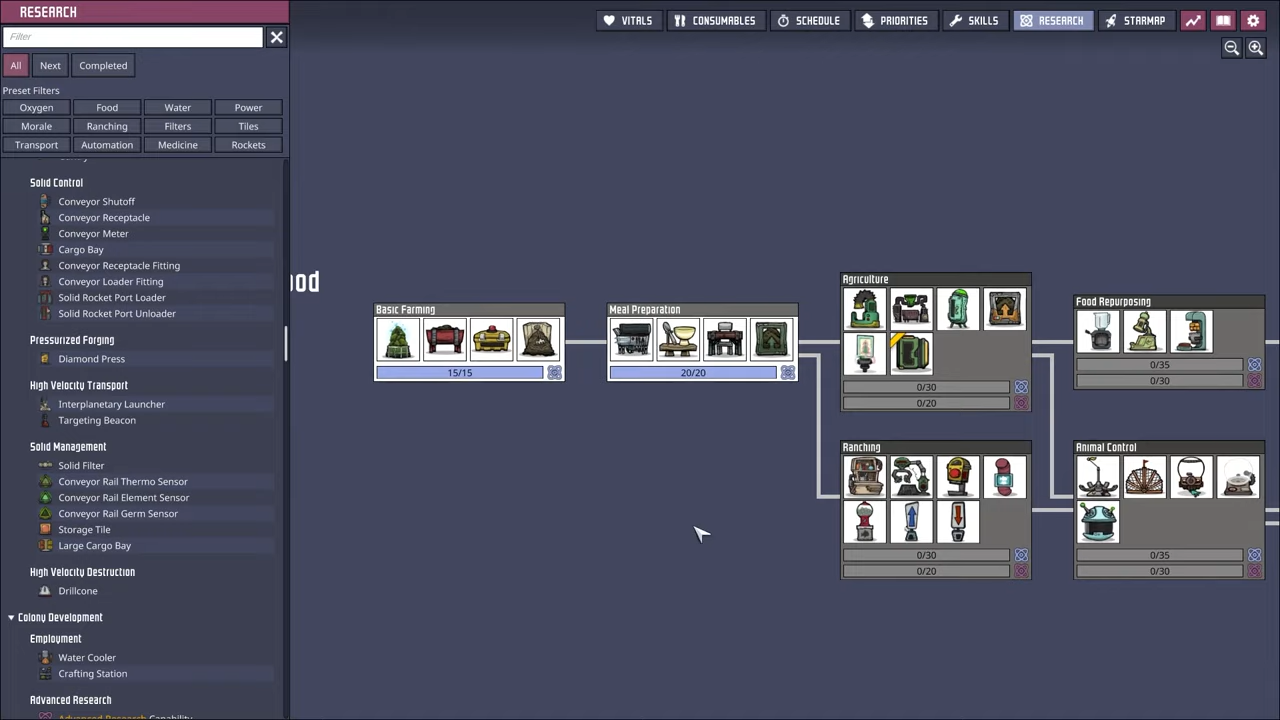 RESEARCH
VITALS
CONSUMABLES
SCHEDULE
PRIORITIES
SKILLS
RESEARCH
STARMAP
Filter
All
Next
Completed
Preset Filters
Oxygen
Food
Water
Power
Morale
Ranching
Filters
Tiles
Transport
Automation
Medicine
Rockets
Solid Control
Conveyor Shutoff
Conveyor Receptacle
Conveyor Meter
Cargo Bay
Conveyor Receptacle Fitting
Conveyor Loader Fitting
Solid Rocket Port Loader
Solid Rocket Port Unloader
Pressurized Forging
Diamond Press
High Velocity Transport
Interplanetary Launcher
Targeting Beacon
Solid Management
Solid Filter
Conveyor Rail Thermo Sensor
Conveyor Rail Element Sensor
Conveyor Rail Germ Sensor
Storage Tile
Large Cargo Bay
High Velocity Destruction
Drillcone
Colony Development
Employment
Water Cooler
Crafting Station
Advanced Research
Advanced Research Capability
ood
Basic Farming
15/15
Meal Preparation
20/20
Agriculture
0/30
0/20
Food Repurposing
0/35
0/30
Ranching
0/30
0/20
Animal Control
0/35
0/30